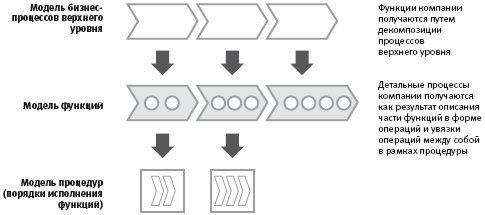 Модель бизнес-
процессов верхнего
уровня
Функции компании
получаются путем
декомпозиции
процессов
верхнего уровня
Модель функций
Детальные процессы
компании получаются
как результат описания
части функций в форме
операций и увязки
операций между собой
в рамках процедуры
Модель процедур
(порядки исполнения
функций)